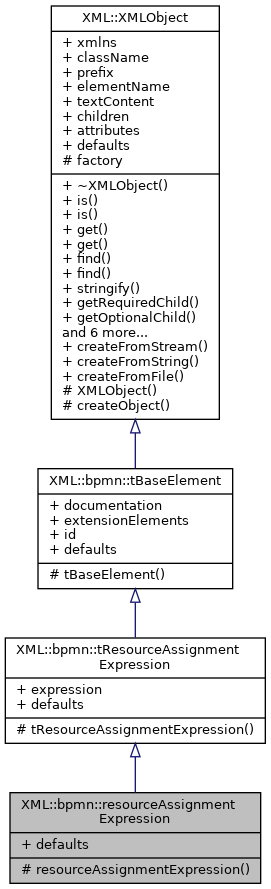 XML::XMLObject
+ xmlns
+ className
+ prefix
+ elementName
+ textContent
+ children
+ attributes
+ defaults
# factory
+ ~XMLObject()
+ is()
+ is()
+ get()
+ get()
+ find()
+ find()
+ stringify()
+ getRequiredChild()
+ getOptionalChild()
and 6 more...
+ createFromStream()
+ createFromString()
+ createFromFile()
# XMLObject()
# createObject()
XML::bpmn::tBaseElement
+ documentation
+ extensionElements
+ id
+ defaults
# tBaseElement()
XML::bpmn::tResourceAssignment
Expression
+ expression
+ defaults
# tResourceAssignmentExpression()
XML::bpmn::resourceAssignment
Expression
+ defaults
# resourceAssignmentExpression()